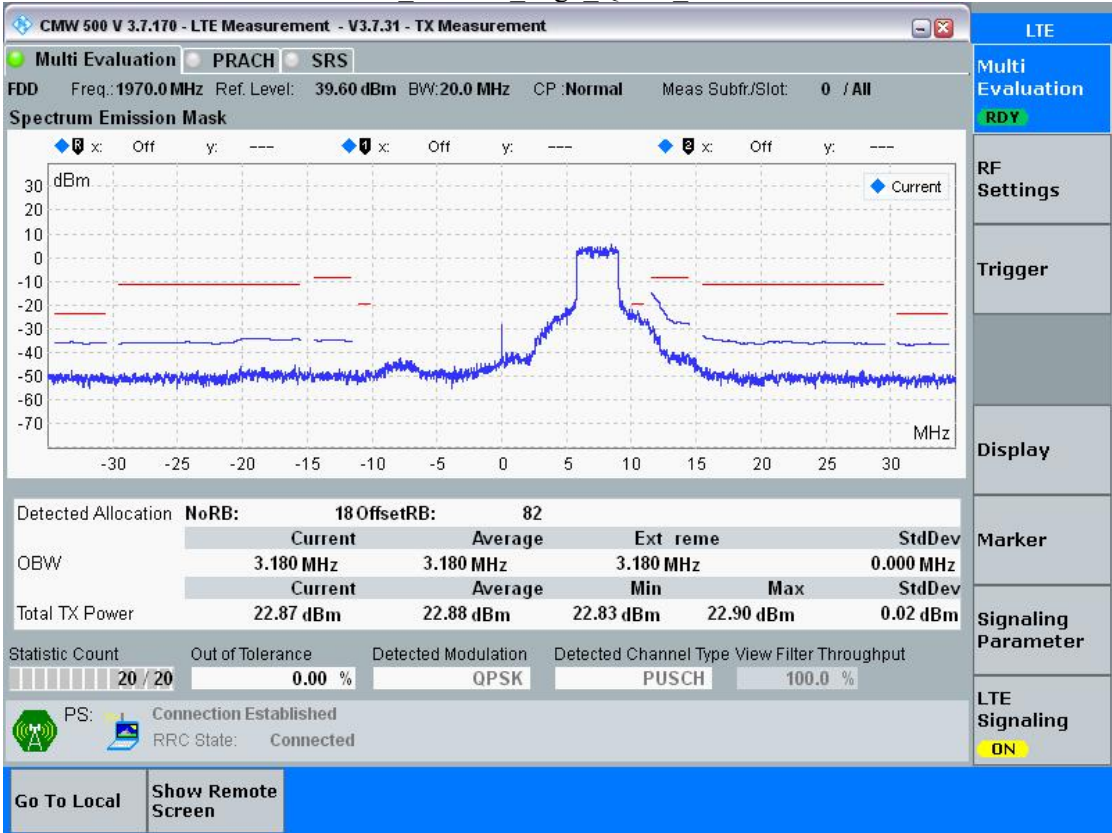 CMW 500 V 3.7.170 - LTE Measurement - V3.7.31 - TX Measurement
LTE
Multi Evaluation PRACH SRS
FDD Freq.: 1970.0 MHz Ref. Level: 39.60 dBm BW: 20.0 MHz CP : Normal Meas Subfr./Slot: 0 / All
Spectrum Emission Mask
R x: Off y: --- 1 x: Off y: --- 2 x: Off y: ---
dBm
Current
30
20
10
0
-10
-20
-30
-40
-50
-60
-70
MHz
-30 -25 -20 -15 -10 -5 0 5 10 15 20 25 30
Detected Allocation NoRB: 18 OffsetRB: 82
Current Average Ext reme StdDev
OBW 3.180 MHz 3.180 MHz 3.180 MHz 0.000 MHz
Current Average Min Max StdDev
Total TX Power 22.87 dBm 22.88 dBm 22.83 dBm 22.90 dBm 0.02 dBm
Statistic Count Out of Tolerance Detected Modulation Detected Channel Type View Filter Throughput
20 / 20 0.00 % QPSK PUSCH 100.0 %
PS: Connection Established
RRC State: Connected
Multi
Evaluation
RDY
RF
Settings
Trigger
Display
Marker
Signaling
Parameter
LTE
Signaling
ON
Go To Local
Show Remote
Screen